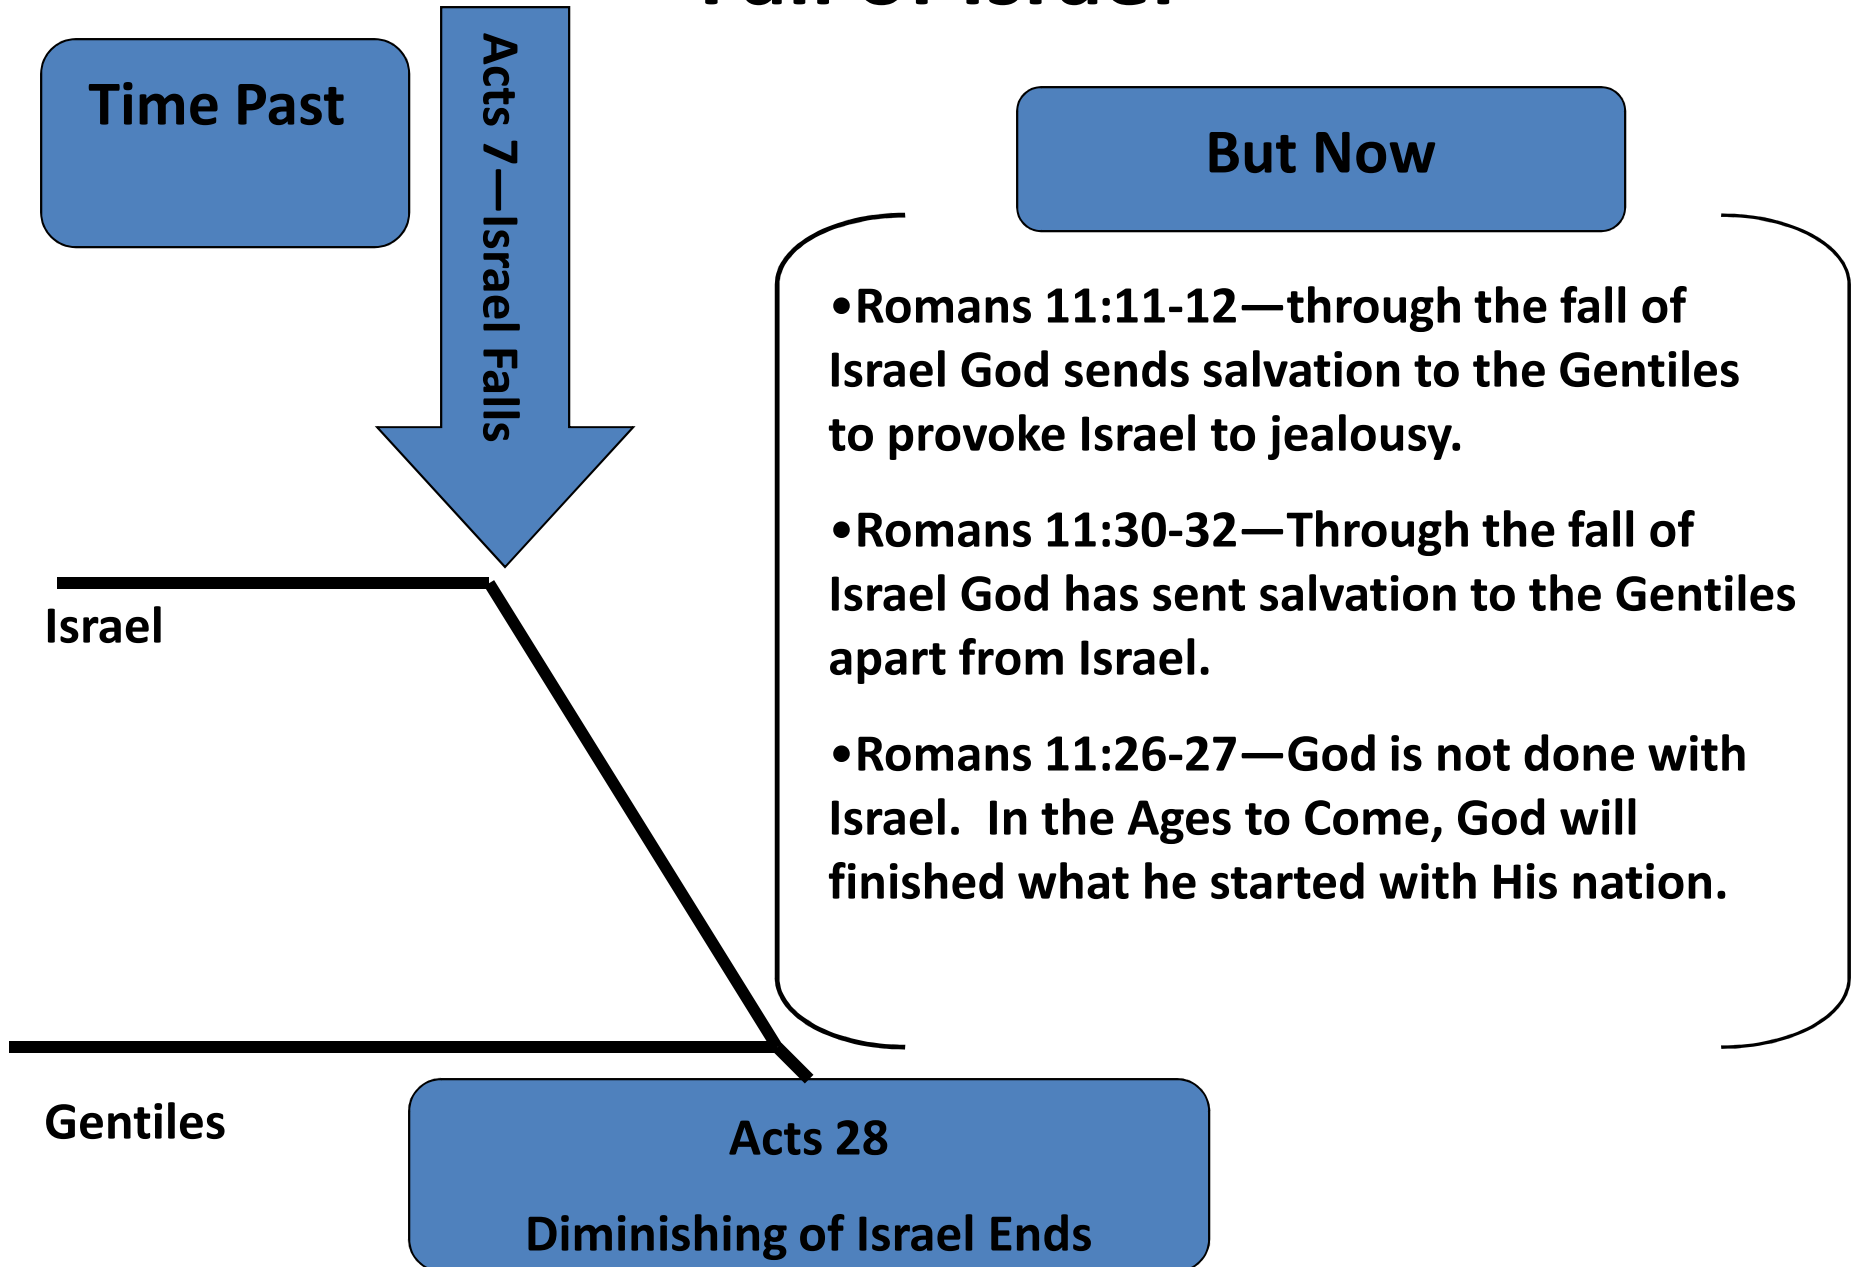 Fall of Israel
Time Past
Acts 7—Israel Falls
But Now
•Romans 11:11-12—through the fall of
Israel God sends salvation to the Gentiles
to provoke Israel to jealousy.
•Romans 11:30-32—Through the fall of
Israel God has sent salvation to the Gentiles
apart from Israel.
•Romans 11:26-27—God is not done with
Israel.  In the Ages to Come, God will
finished what he started with His nation.
Israel
Gentiles
Acts 28
Diminishing of Israel Ends